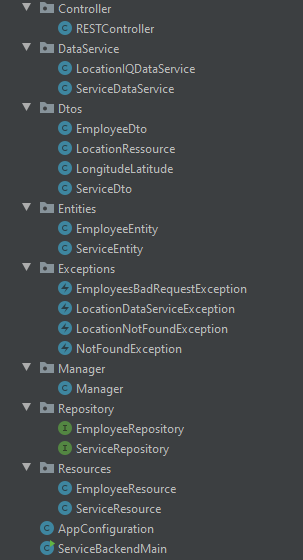 Controller
RESTController
DataService
LocationIQDataService
ServiceDataService
Dtos
EmployeeDto
LocationRessource
LongitudeLatitude
ServiceDto
Entities
EmployeeEntity
ServiceEntity
Exceptions
EmployeesBadRequestException
LocationDataServiceException
LocationNotFoundException
NotFoundException
Manager
Manager
Repository
EmployeeRepository
ServiceRepository
Resources
EmployeeResource
ServiceResource
AppConfiguration
ServiceBackendMain